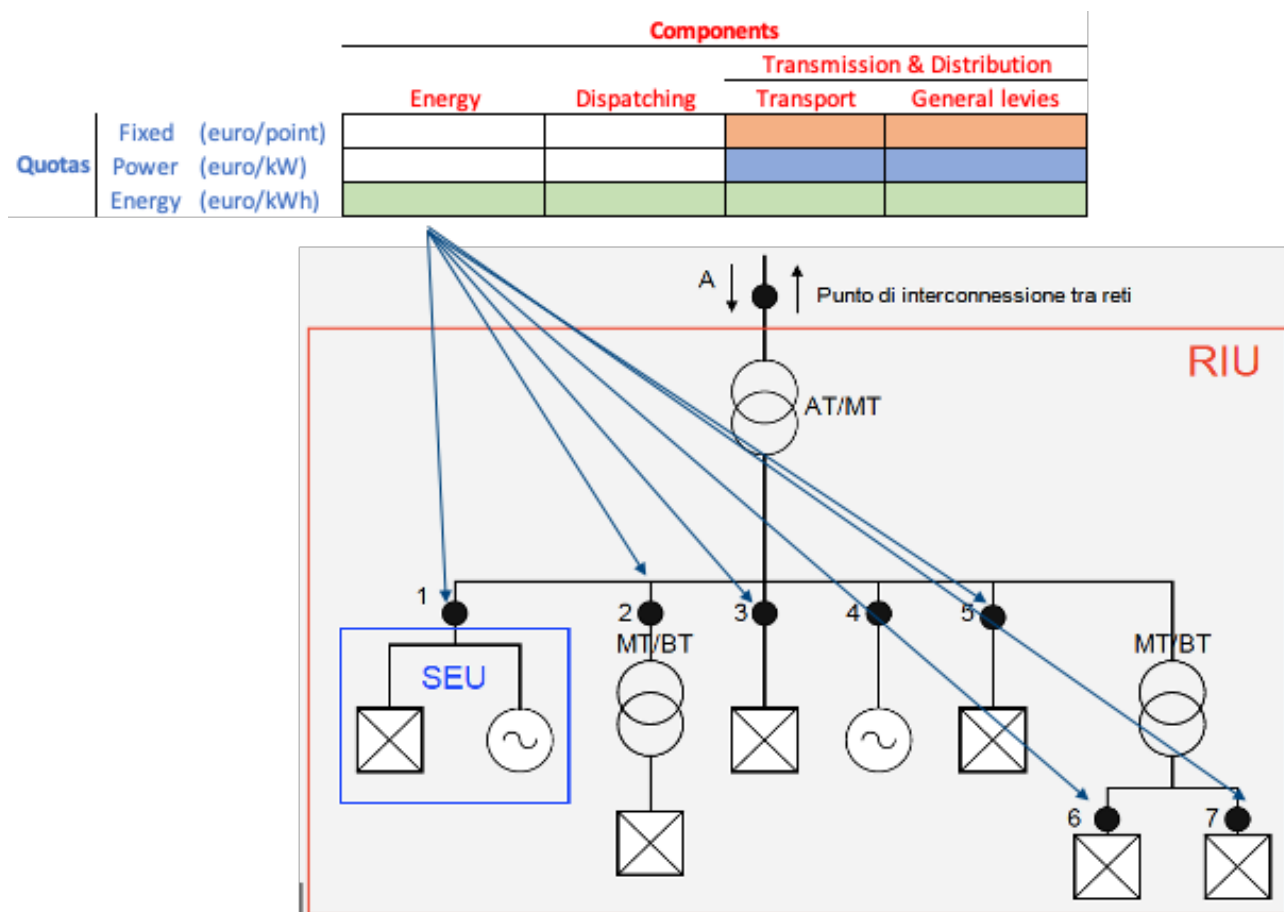 Components
Transmission & Distribution
Energy Dispatching Transport General levies
Quotas
Fixed (euro/point)
Power (euro/kW)
Energy (euro/kWh)
A
Punto di interconnessione tra reti
RIU
AT/MT
1
2
3
4
5
MT/BT
MT/BT
SEU
6
7